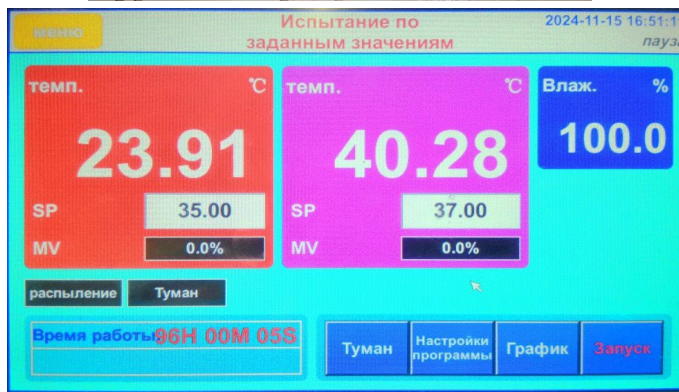 меню
Испытание по
заданным значениям
2024-11-15 16:51:1
пауз
темп. ℃
23.91
SP 35.00
MV 0.0%
темп. ℃
40.28
SP 37.00
MV 0.0%
Влаж. %
100.0
распыление Туман
Время работы 96H 00M 05S
Туман
Настройки
программы
График
Запуск